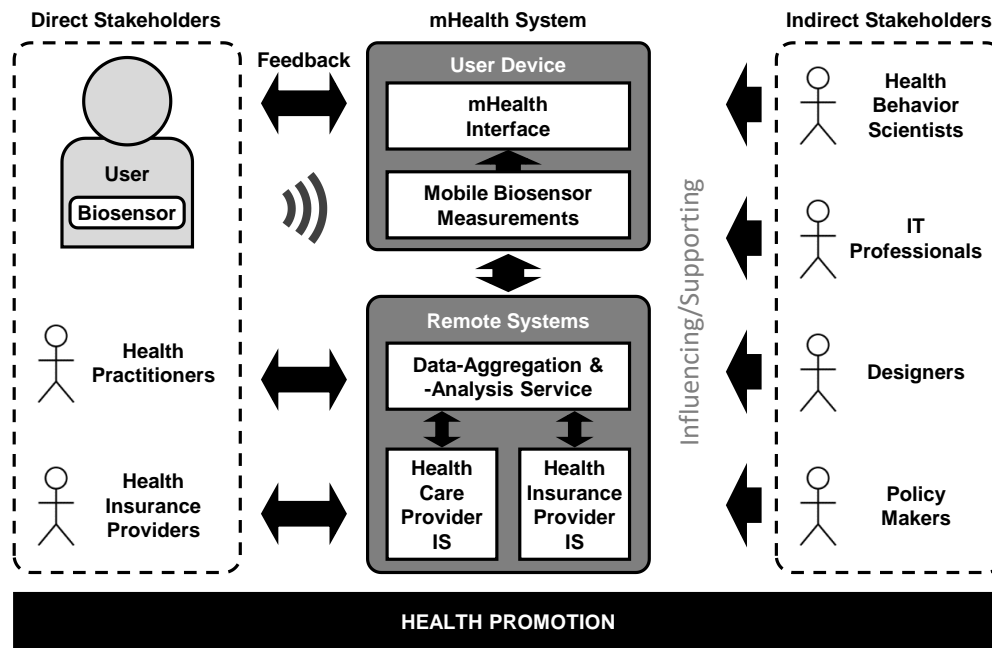 Direct Stakeholders
mHealth System
Indirect Stakeholders
Feedback
User
Biosensor
Health
Practitioners
Health
Insurance
Providers
User Device
mHealth
Interface
Mobile Biosensor
Measurements
Remote Systems
Data-Aggregation &
-Analysis Service
Health
Care
Provider
IS
Health
Insurance
Provider
IS
Influencing/Supporting
Health
Behavior
Scientists
IT
Professionals
Designers
Policy
Makers
HEALTH PROMOTION